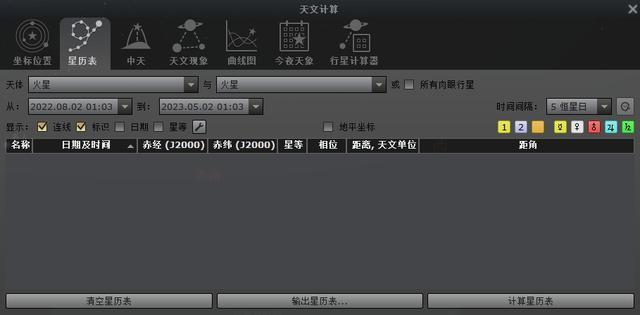 天文计算
坐标位置 星历表 中天 天文现象 曲线图 今夜天象 行星计算器
天体 火星 与 火星 或 所有肉眼行星
从: 2022.08.02 01:03 到: 2023.05.02 01:03 时间间隔: 5 恒星日
显示: 连线 标识 日期 星等 地平坐标 1 2 ☿ ♀ ♂ ♃ ♄
名称 日期及时间 赤经 (J2000) 赤纬 (J2000) 星等 相位 距离, 天文单位 距角
清空星历表 输出星历表... 计算星历表